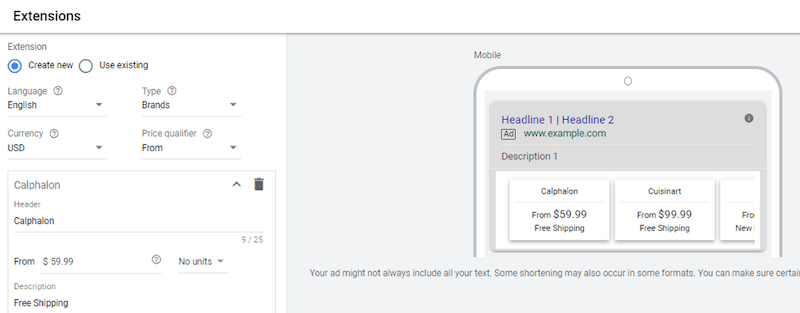 Extensions
Extension
Create new Use existing
Language Type
English Brands
Currency Price qualifier
USD From
Calphalon
Header
Calphalon
9 / 25
From $ 59.99 No units
Description
Free Shipping
Mobile
Headline 1 | Headline 2
Ad www.example.com
Description 1
Calphalon Cuisinart
From $59.99 From $99.99 Fro
Free Shipping Free Shipping New
Your ad might not always include all your text. Some shortening may also occur in some formats. You can make sure certai